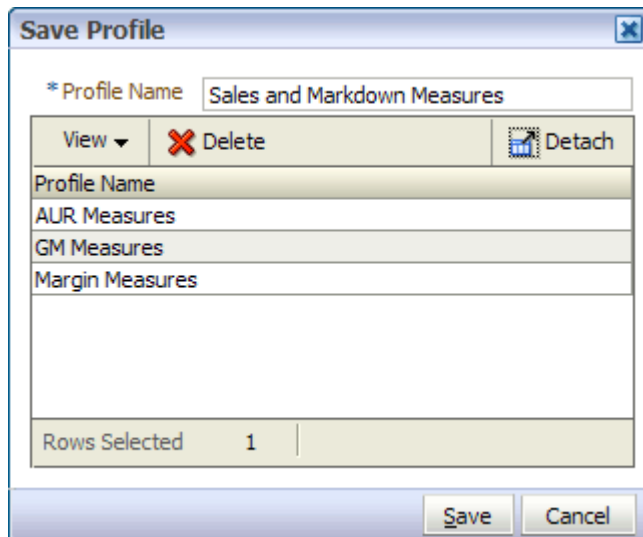 Save Profile
* Profile Name Sales and Markdown Measures
View Delete Detach
Profile Name
AUR Measures
GM Measures
Margin Measures
Rows Selected 1
Save Cancel